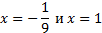 x = −1/9 и x = 1